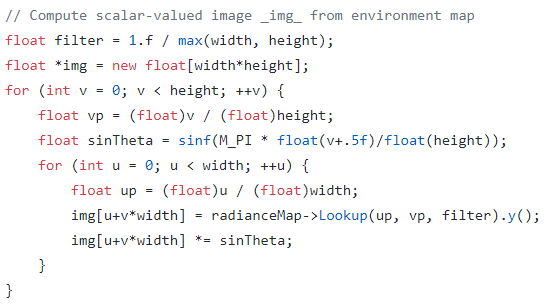 // Compute scalar-valued image _img_ from environment map
float filter = 1.f / max(width, height);
float *img = new float[width*height];
for (int v = 0; v < height; ++v) {
    float vp = (float)v / (float)height;
    float sinTheta = sinf(M_PI * float(v+.5f)/float(height));
    for (int u = 0; u < width; ++u) {
        float up = (float)u / (float)width;
        img[u+v*width] = radianceMap->Lookup(up, vp, filter).y();
        img[u+v*width] *= sinTheta;
    }
}